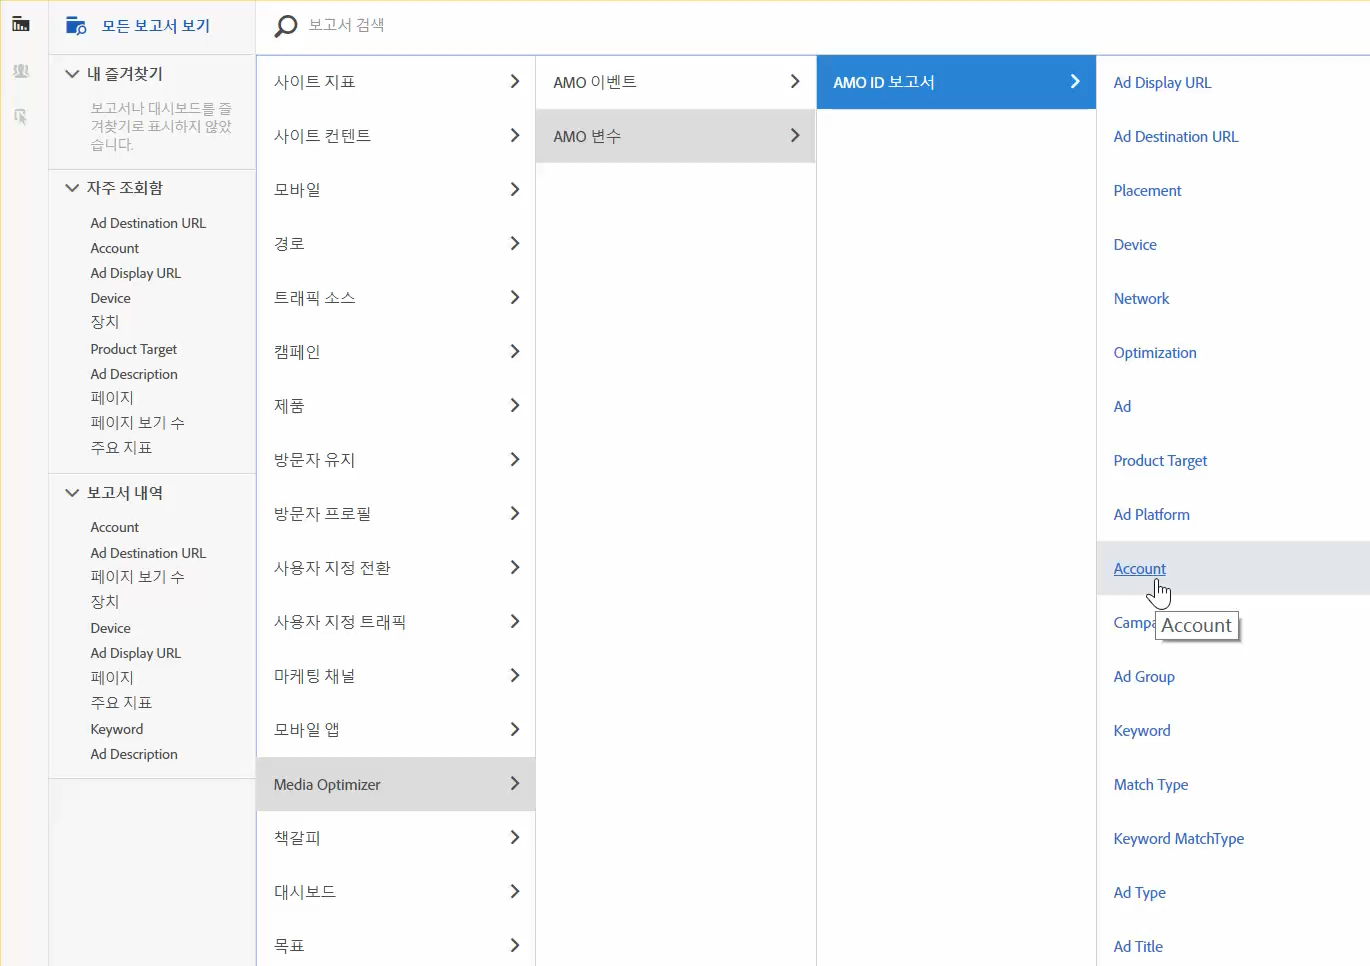 모든 보고서 보기
보고서 검색
내 즐겨찾기
보고서나 대시보드를 즐
겨찾기로 표시하지 않았
습니다.
자주 조회함
Ad Destination URL
Account
Ad Display URL
Device
장치
Product Target
Ad Description
페이지
페이지 보기 수
주요 지표
보고서 내역
Account
Ad Destination URL
페이지 보기 수
장치
Device
Ad Display URL
페이지
주요 지표
Keyword
Ad Description
사이트 지표
사이트 컨텐트
모바일
경로
트래픽 소스
캠페인
제품
방문자 유지
방문자 프로필
사용자 지정 전환
사용자 지정 트래픽
마케팅 채널
모바일 앱
Media Optimizer
책갈피
대시보드
목표
AMO 이벤트
AMO 변수
AMO ID 보고서
Ad Display URL
Ad Destination URL
Placement
Device
Network
Optimization
Ad
Product Target
Ad Platform
Account
Campa
Account
Ad Group
Keyword
Match Type
Keyword MatchType
Ad Type
Ad Title